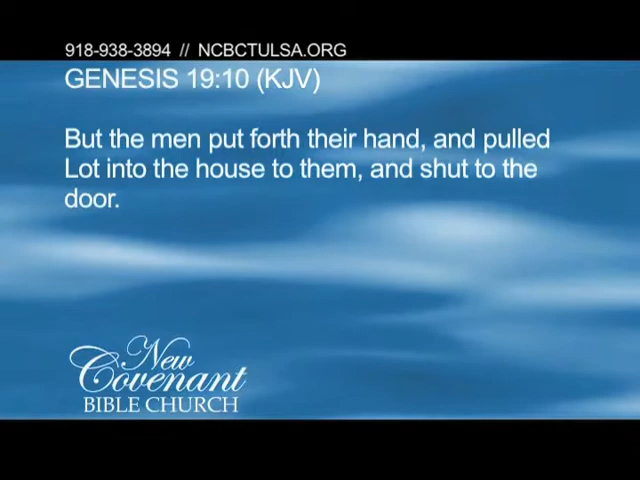 918-938-3894 // NCBCTULSA.ORG
GENESIS 19:10 (KJV)
But the men put forth their hand, and pulled
Lot into the house to them, and shut to the
door.
New
Covenant
BIBLE CHURCH